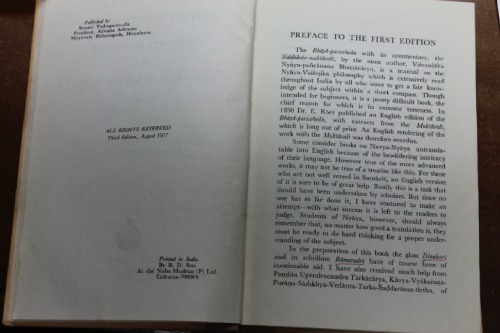 Published by
Swami Tadrupananda
President, Advaita Ashrama
Mayavati, Pithoragarh, Himalayas
ALL RIGHTS RESERVED
Third Edition, August 1977
Printed in India
By R. D. Seu
At the Naba Mudran (P) Ltd.
Calcutta-700004
PREFACE TO THE FIRST EDITION
The Bhāṣā-pariccheda with its commentary, the
Siddhānta-muktāvalī, by the same author, Viśvanātha
Nyāya-pañcānana Bhaṭṭācārya, is a manual on the
Nyāya-Vaiśeṣika philosophy which is extensively read
throughout India by all who want to get a fair know-
ledge of the subject within a short compass. Though
intended for beginners, it is a pretty difficult book, the
chief reason for which is its extreme terseness. In
1850 Dr. E. Röer published an English edition of the
Bhāṣā-pariccheda, with extracts from the Muktāvalī,
which is long out of print. An English rendering of the
work with the Muktāvalī was therefore overdue.
Some consider books on Navya-Nyāya untransla-
table into English because of the bewildering intricacy
of their language. However true of the more advanced
works, it may not be true of a treatise like this. For those
who are not well versed in Sanskrit, an English version
of it is sure to be of great help. Really this is a task that
should have been undertaken by scholars. But since no
one has so far done it, I have ventured to make an
attempt—with what success it is left to the readers to
judge. Students of Nyāya, however, should always
remember that, no matter how good a translation is, they
must be ready to do hard thinking for a proper under-
standing of the subject.
In the preparation of this book the gloss Dinakarī
and its scholium Rāmarudrī have of course been of
inestimable aid. I have also received much help from
Paṇḍita Upendracandra Tarkācārya, Kāvya-Vyākaraṇa-
Purāṇa-Sāṁkhya-Vedānta-Tarka-Ṣaḍdarśana-tīrtha, of